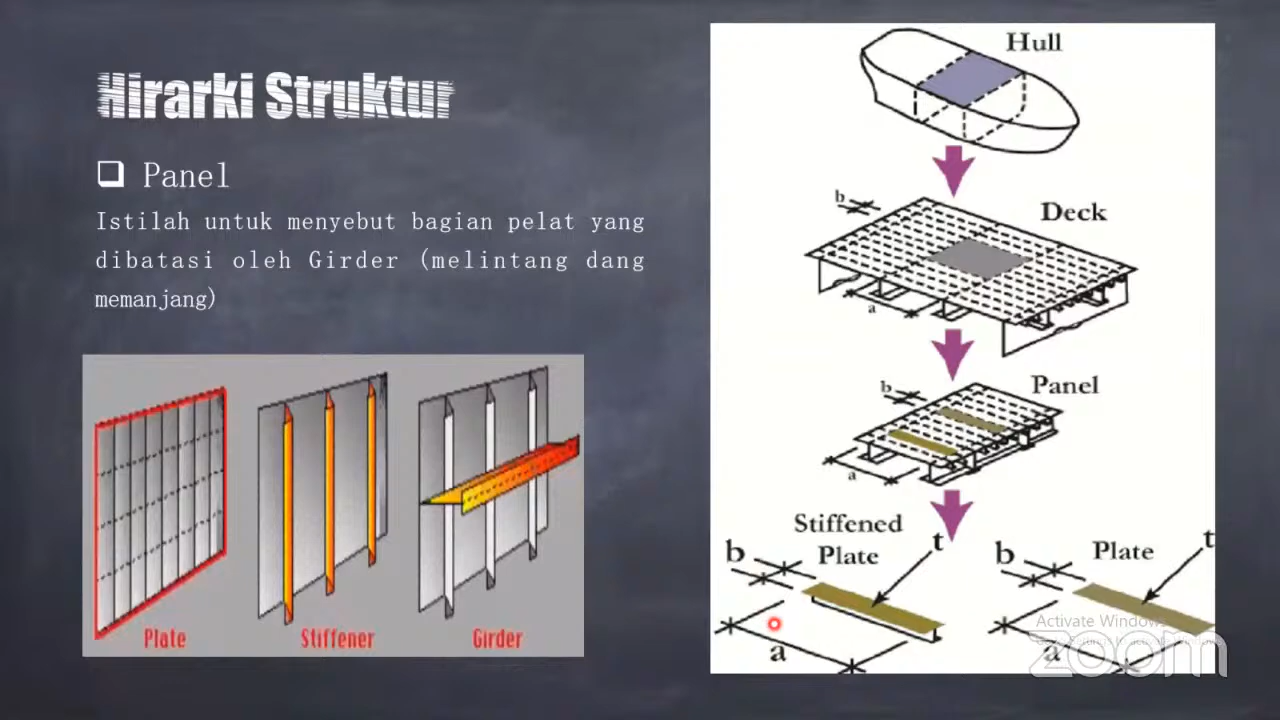 Hirarki Struktur
❑ Panel
Istilah untuk menyebut bagian pelat yang
dibatasi oleh Girder (melintang dang
memanjang)
Plate
Stiffener
Girder
Hull
b
Deck
a
b
Panel
a
Stiffened
Plate
t
b
a
Plate
t
b
a
Activate Windows
zoom